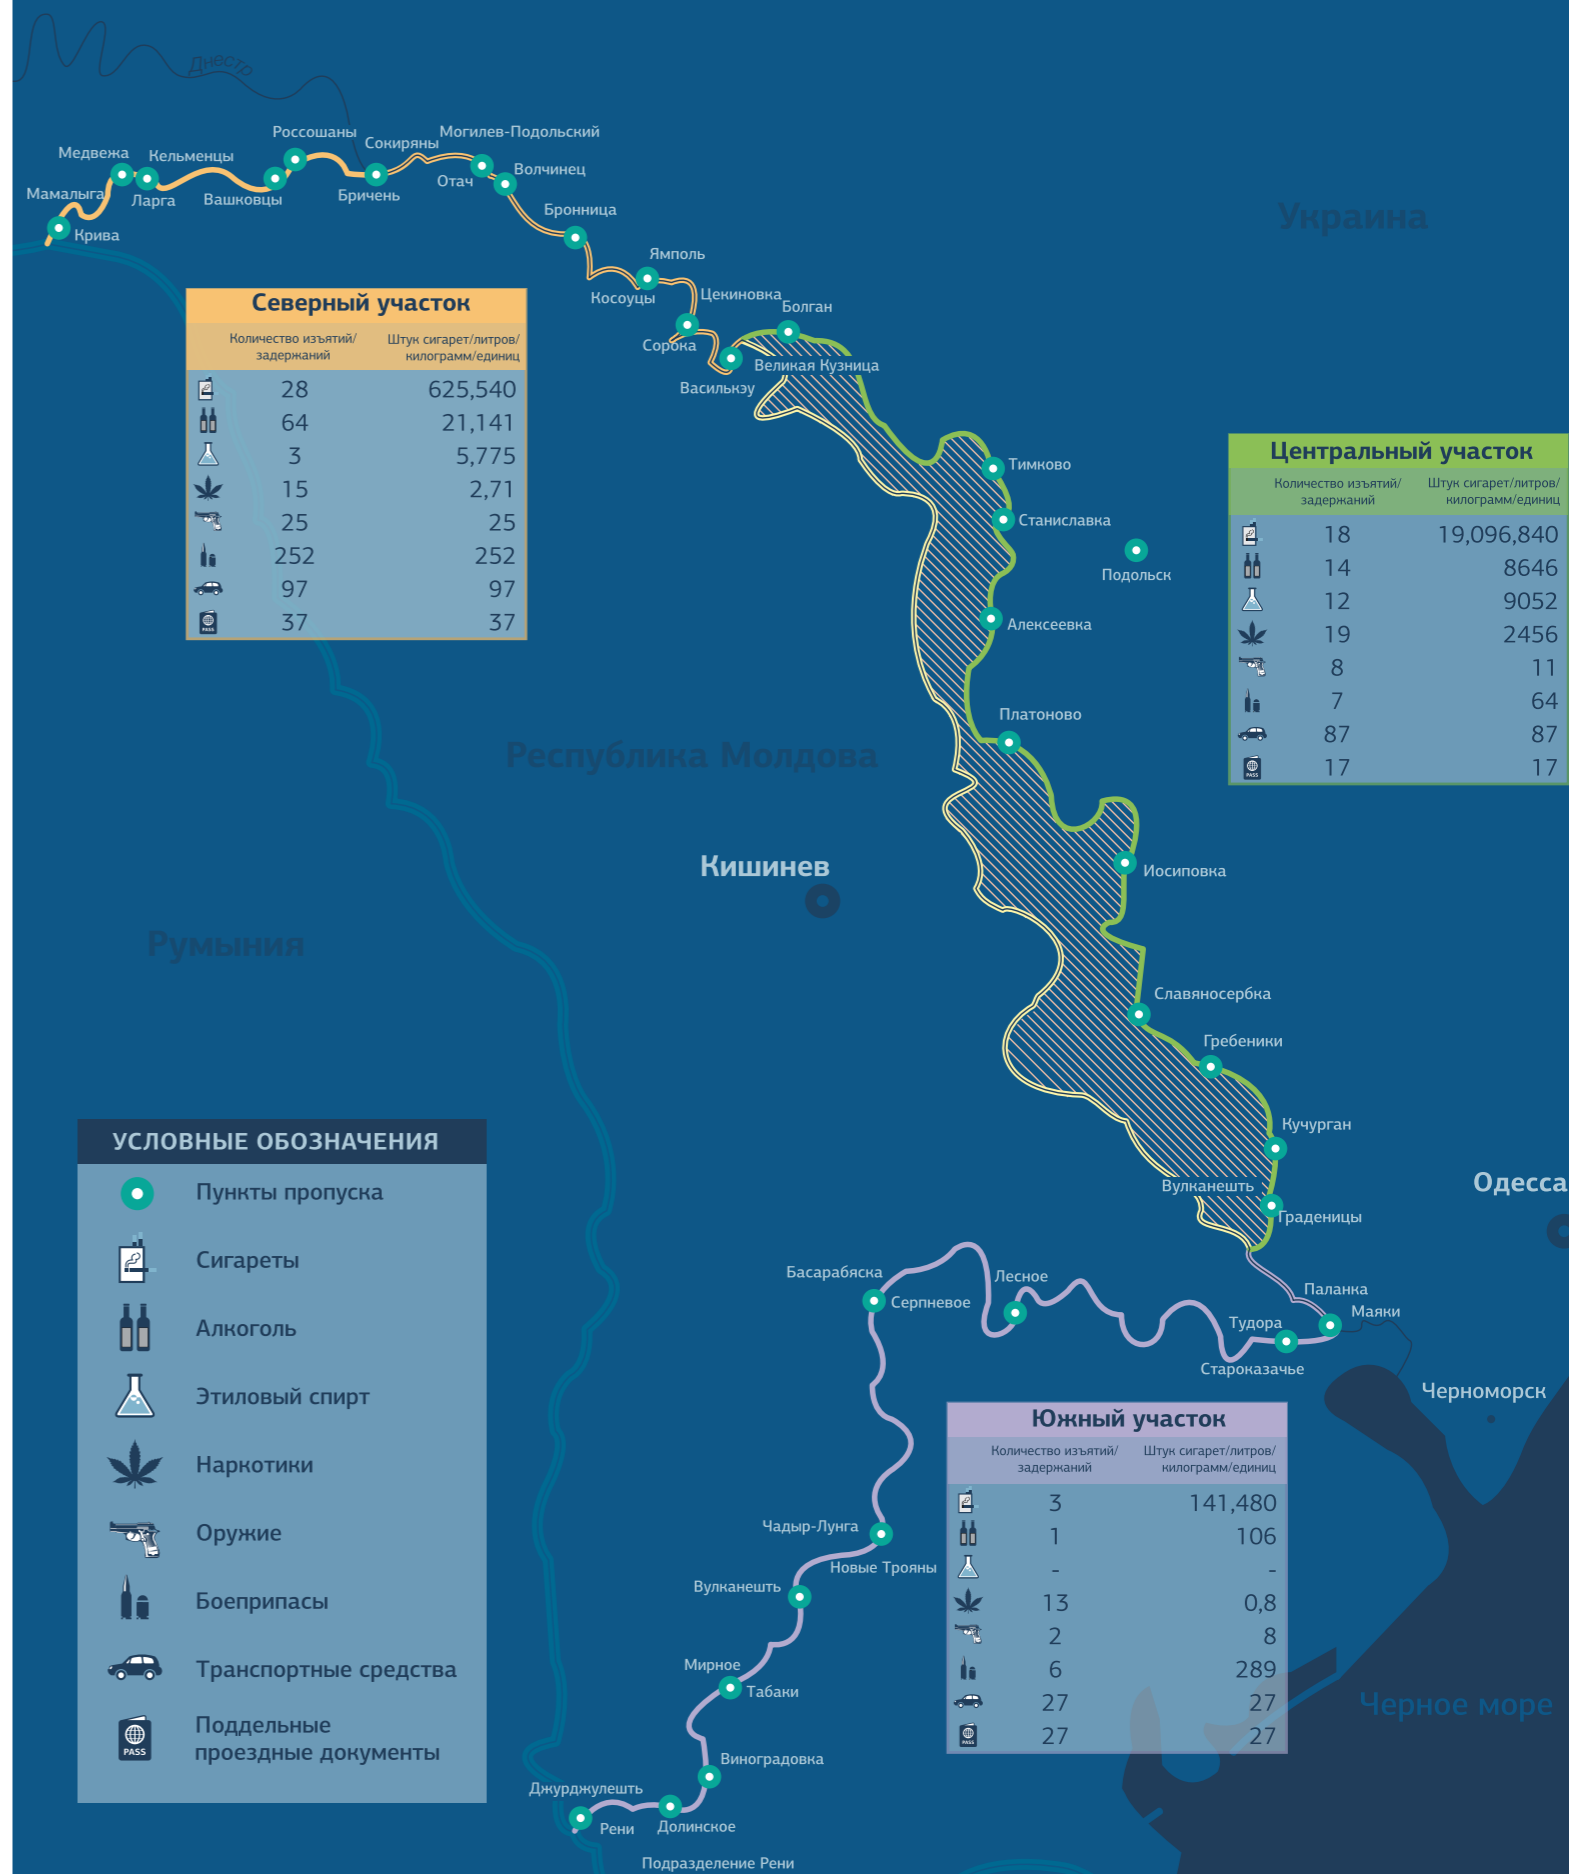 Днестр
Россошаны
Сокиряны
Могилев-Подольский
Медвежа
Кельменцы
Волчинец
Отач
Мамалыга
Ларга
Вашковцы
Бричень
Бронница
Крива
Украина
Ямполь
Косоуцы
Цекиновка
Болган
Сорока
Великая Кузница
Василькэу
Северный участок
Количество изъятий/
задержаний
Штук сигарет/литров/
килограмм/единиц
28 625,540
64 21,141
3 5,775
15 2,71
25 25
252 252
97 97
PASS 37 37
Тимково
Станиславка
Подольск
Алексеевка
Платоново
Центральный участок
Количество изъятий/
задержаний
Штук сигарет/литров/
килограмм/единиц
18 19,096,840
14 8646
12 9052
19 2456
8 11
7 64
87 87
PASS 17 17
Республика Молдова
Кишинев
Иосиповка
Румыния
Славяносербка
Гребеники
Кучурган
Вулканешть
Граденицы
Одесса
УСЛОВНЫЕ ОБОЗНАЧЕНИЯ
Пункты пропуска
Сигареты
Алкоголь
Этиловый спирт
Наркотики
Оружие
Боеприпасы
Транспортные средства
PASS
Поддельные
проездные документы
Басарабяска
Серпневое
Лесное
Паланка
Маяки
Тудора
Староказачье
Черноморск
Южный участок
Количество изъятий/
задержаний
Штук сигарет/литров/
килограмм/единиц
3 141,480
1 106
- -
13 0,8
2 8
6 289
27 27
PASS 27 27
Чадыр-Лунга
Новые Трояны
Вулканешть
Мирное
Табаки
Черное море
Виноградовка
Джурджулешть
Рени
Долинское
Подразделение Рени